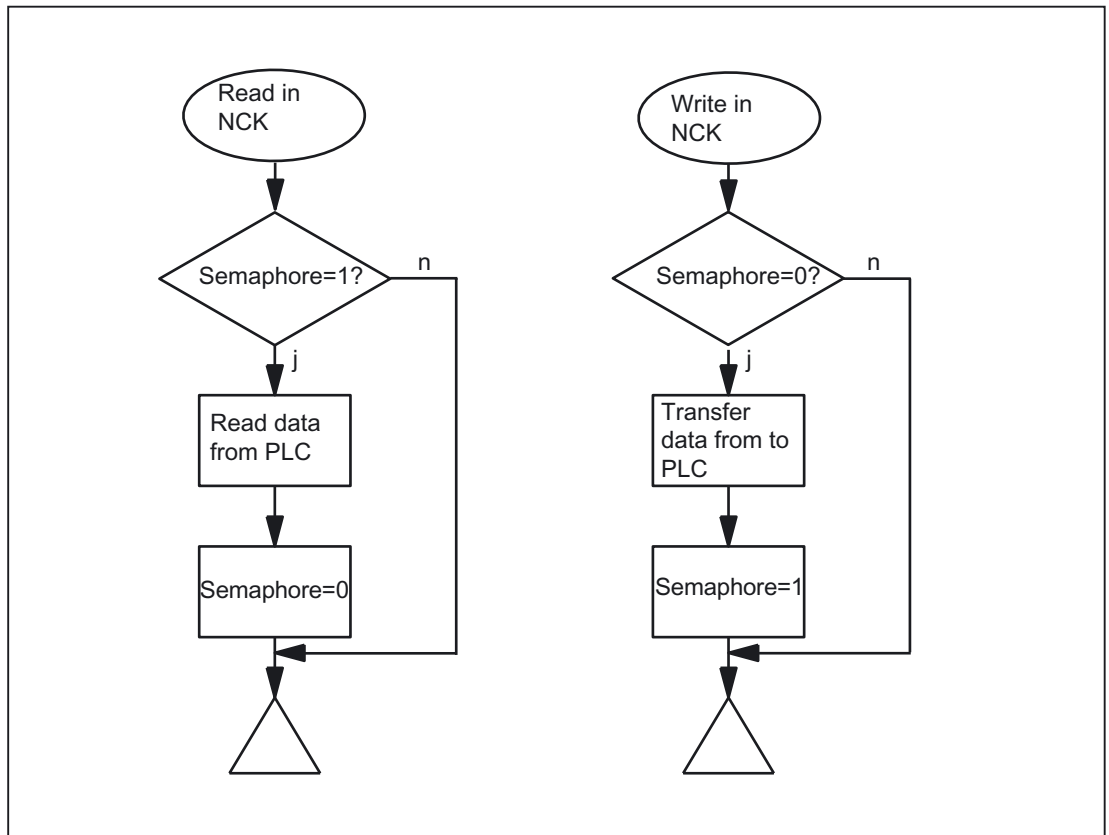 Read in
NCK
Semaphore=1?
n
j
Read data
from PLC
Semaphore=0
Write in
NCK
Semaphore=0?
n
j
Transfer
data from to
PLC
Semaphore=1